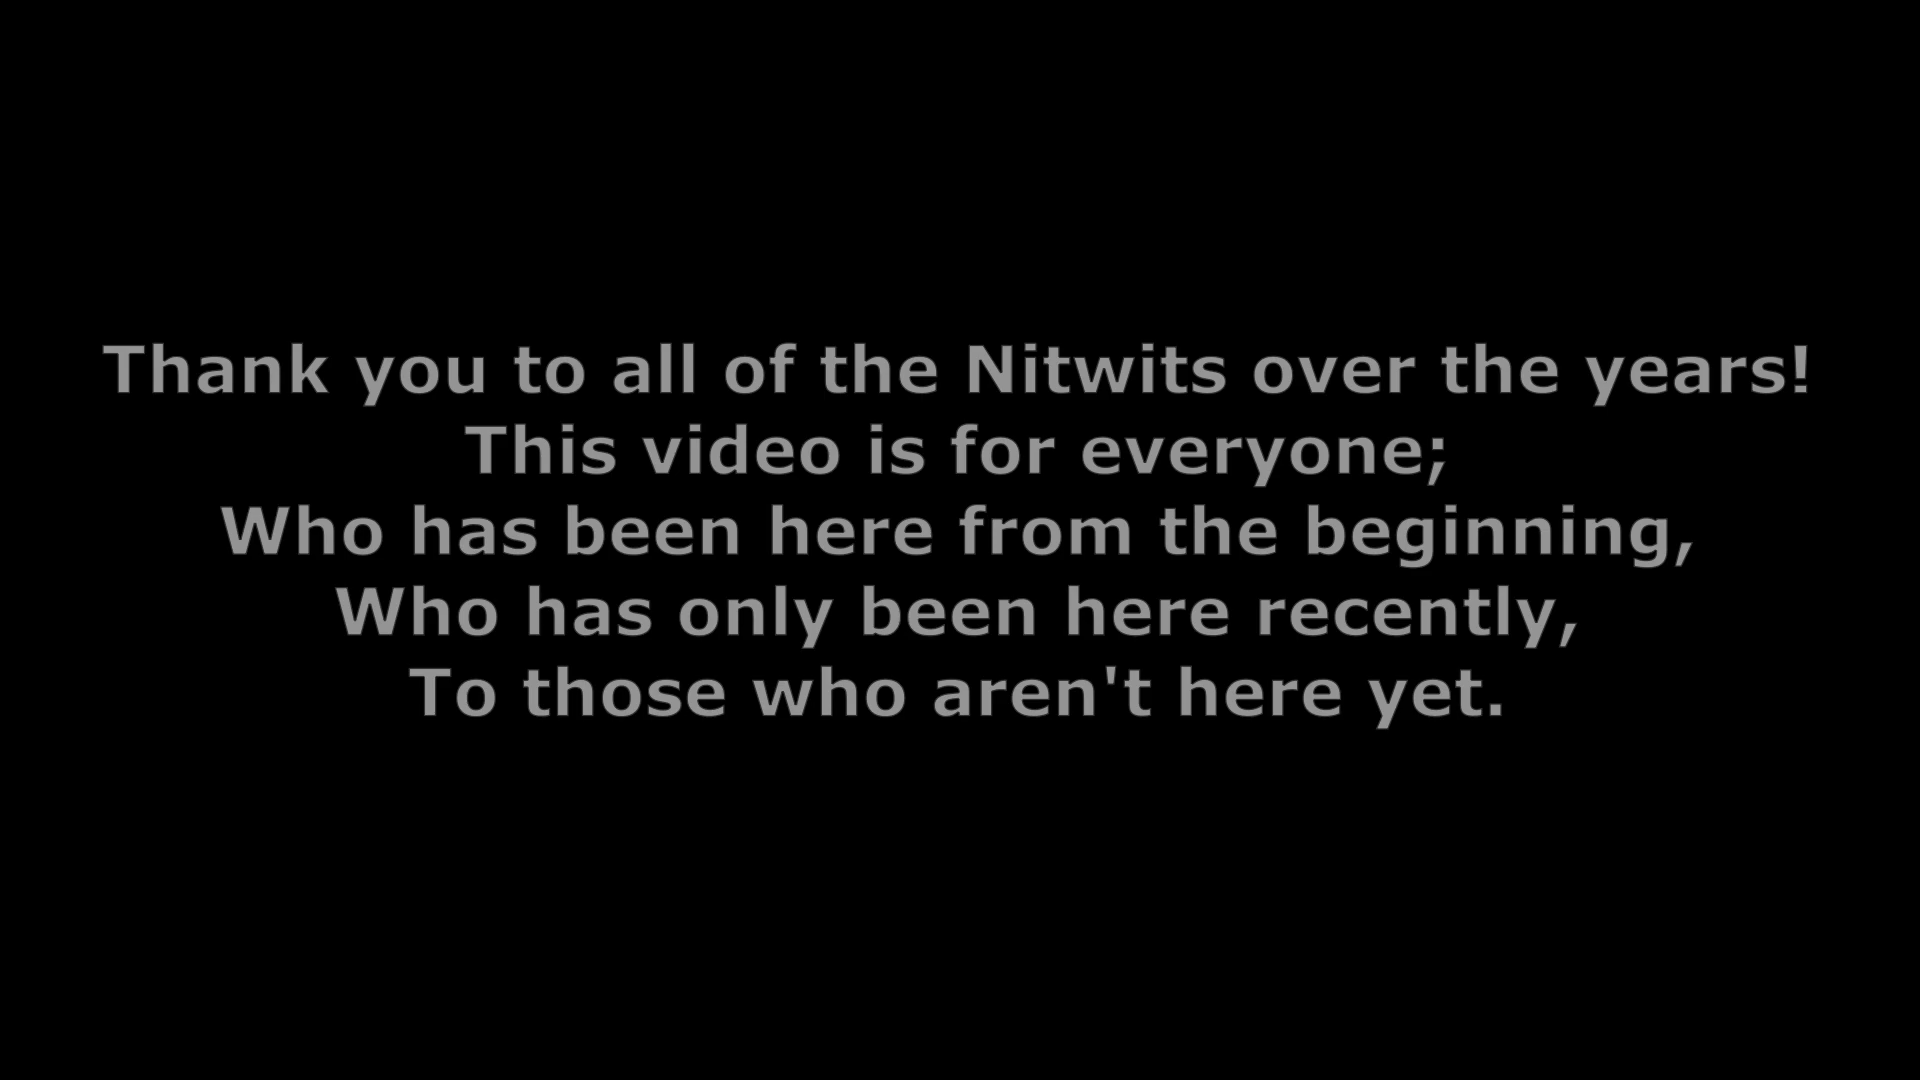 Thank you to all of the Nitwits over the years!
This video is for everyone;
Who has been here from the beginning,
Who has only been here recently,
To those who aren't here yet.